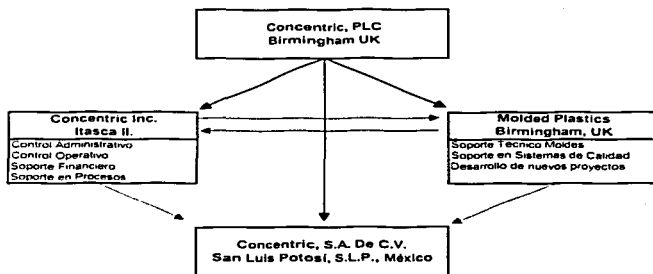 Concentric, PLC
Birmingham UK
Concentric Inc.
Itasca Il.
Control Administrativo
Control Operativo
Soporte Financiero
Soporte en Procesos
Molded Plastics
Birmingham, UK
Soporte Técnico Moldes
Soporte en Sistemas de Calidad
Desarrollo de nuevos proyectos
Concentric, S.A. De C.V.
San Luis Potosí, S.L.P., México